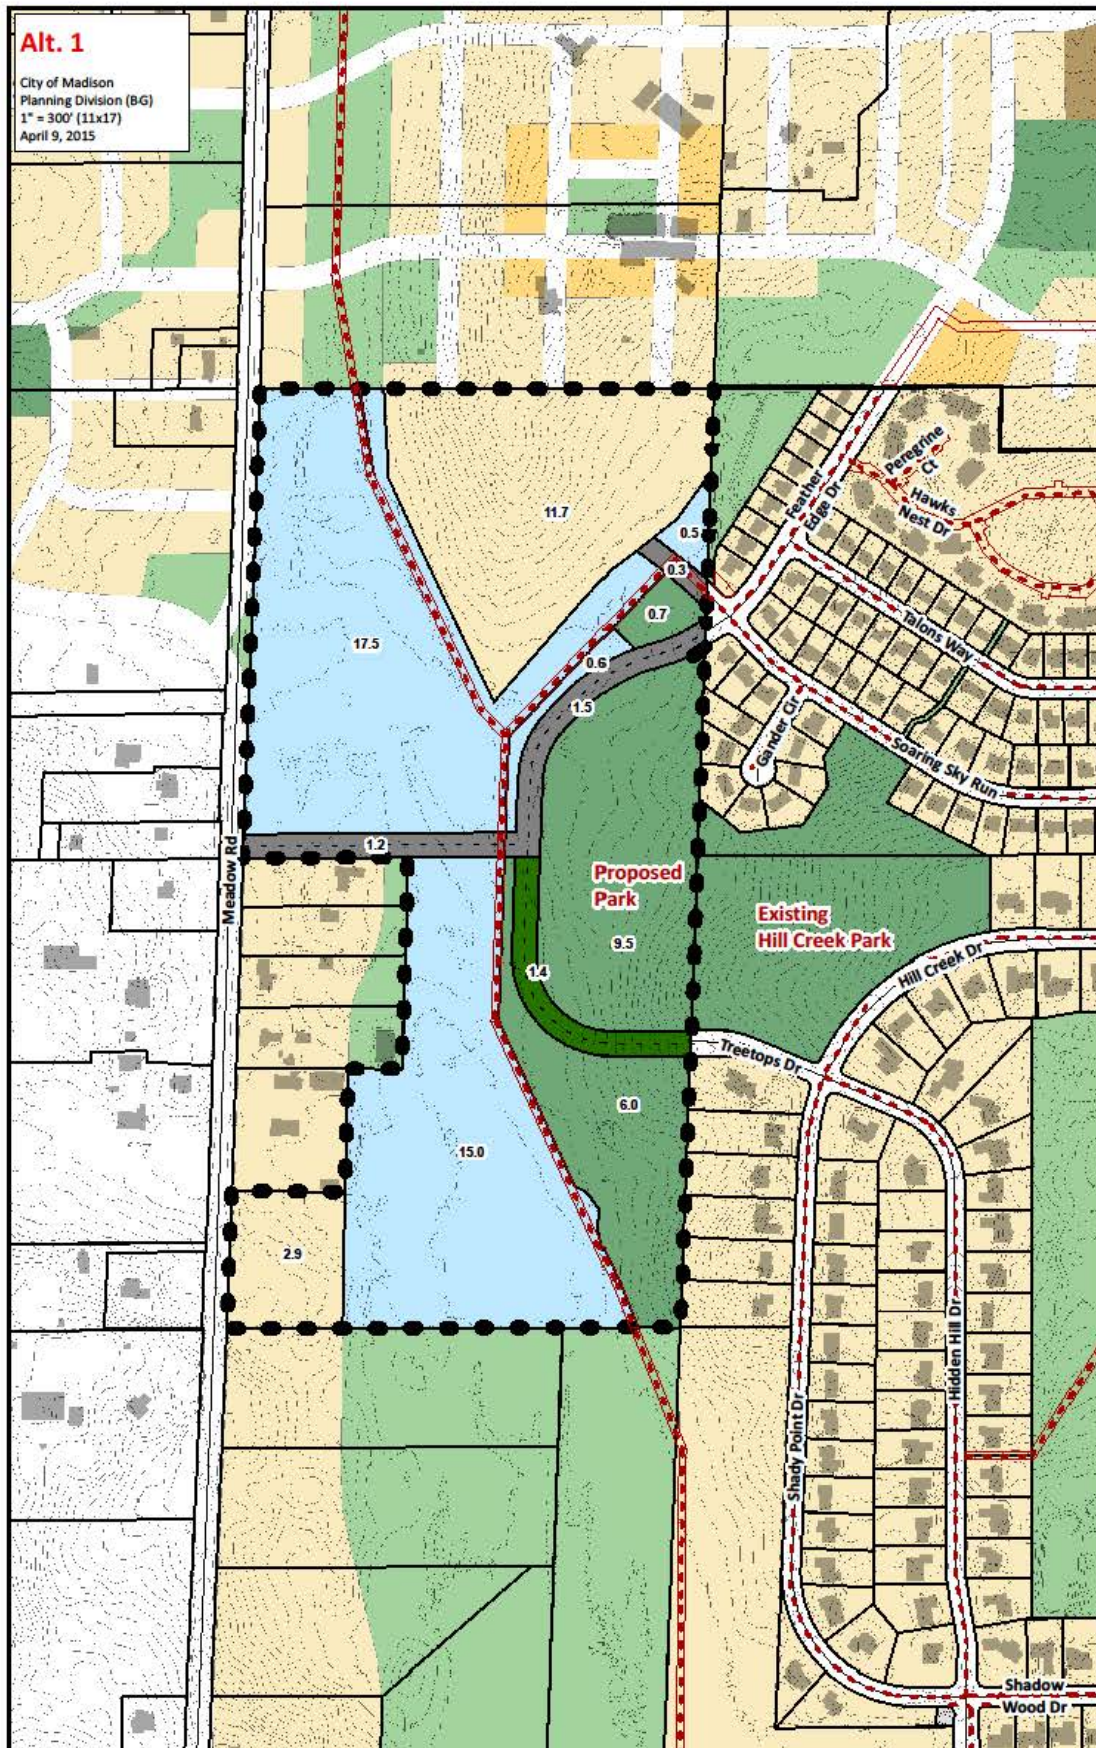 Alt. 1
City of Madison
Planning Division (BG)
1" = 300' (11x17)
April 9, 2015
Peregrine
Ct
Feather
Edge Dr
Hawks
Nest Dr
11.7
0.5
0.3
0.7
17.5
Talons Way
0.6
1.5
Gander Cir
Soaring Sky Run
1.2
Meadow Rd
Proposed
Park
Existing
Hill Creek Park
9.5
Hill Creek Dr
1.4
Treetops Dr
6.0
15.0
2.9
Hidden Hill Dr
Shady Point Dr
Shadow
Wood Dr